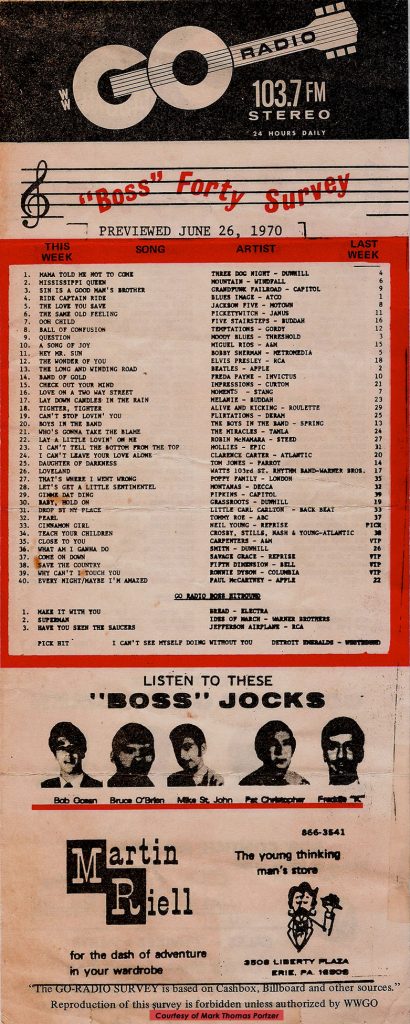 WW GO RADIO
103.7 FM
STEREO
24 HOURS DAILY
"Boss" Forty Survey
PREVIEWED JUNE 26, 1970
THIS WEEK SONG ARTIST LAST WEEK
1. MAMA TOLD ME NOT TO COME THREE DOG NIGHT - DUNHILL 4
2. MISSISSIPPI QUEEN MOUNTAIN - WINDFALL 6
3. SIN IS A GOOD MAN'S BROTHER GRANDFUNK RAILROAD - CAPITOL 9
4. RIDE CAPTAIN RIDE BLUES IMAGE - ATCO 1
5. THE LOVE YOU SAVE JACKSON FIVE - MOTOWN 8
6. THE SAME OLD FEELING PICKETTYWITCH - JANUS 11
7. OOH CHILD FIVE STAIRSTEPS - BUDDAH 16
8. BALL OF CONFUSION TEMPTATIONS - GORDY 12
9. QUESTION MOODY BLUES - THRESHOLD 3
10. A SONG OF JOY MIGUEL RIOS - A&M 15
11. HEY MR. SUN BOBBY SHERMAN - METROMEDIA 5
12. THE WONDER OF YOU ELVIS PRESLEY - RCA 18
13. THE LONG AND WINDING ROAD BEATLES - APPLE 2
14. BAND OF GOLD FREDA PAYNE - INVICTUS 10
15. CHECK OUT YOUR MIND IMPRESSIONS - CURTOM 21
16. LOVE ON A TWO WAY STREET MOMENTS - STANG 7
17. LAY DOWN CANDLES IN THE RAIN MELANIE - BUDDAH 23
18. TIGHTER, TIGHTER ALIVE AND KICKING - ROULETTE 29
19. CAN'T STOP LOVIN' YOU FLIRTATIONS - DERAM 25
20. BOYS IN THE BAND THE BOYS IN THE BAND - SPRING 13
21. WHO'S GONNA TAKE THE BLAME THE MIRACLES - TAMLA 24
22. LAY A LITTLE LOVIN' ON ME ROBIN McNAMARA - STEED 27
23. I CAN'T TELL THE BOTTOM FROM THE TOP HOLLIES - EPIC 31
24. I CAN'T LEAVE YOUR LOVE ALONE CLARENCE CARTER - ATLANTIC 20
25. DAUGHTER OF DARKNESS TOM JONES - PARROT 14
26. LOVELAND WATTS 103rd ST. RHYTHM BAND-WARNER BROS. 17
27. THAT'S WHERE I WENT WRONG POPPY FAMILY - LONDON 35
28. LET'S GET A LITTLE SENTIMENTEL MONTANAS - DECCA 32
29. GIMME DAT DING PIPKINS - CAPITOL 39
30. BABY, HOLD ON GRASSROOTS - DUNHILL 19
31. DROP BY MY PLACE LITTLE CARL CARLTON - BACK BEAT 33
32. PEARL TOMMY ROE - ABC 37
33. CINNAMON GIRL NEIL YOUNG - REPRISE PICK
34. TEACH YOUR CHILDREN CROSBY, STILLS, NASH & YOUNG-ATLANTIC 38
35. CLOSE TO YOU CARPENTERS - A&M VIP
36. WHAT AM I GANNA DO SMITH - DUNHILL 26
37. COME ON DOWN SAVAGE GRACE - REPRISE VIP
38. SAVE THE COUNTRY FIFTH DIMENSION - BELL VIP
39. WHY CAN'T I TOUCH YOU RONNIE DYSON - COLUMBIA VIP
40. EVERY NIGHT/MAYBE I'M AMAZED PAUL McCARTNEY - APPLE 22
GO RADIO BOSS HITBOUND
1. MAKE IT WITH YOU BREAD - ELECTRA
2. SUPERMAN IDES OF MARCH - WARNER BROTHERS
3. HAVE YOU SEEN THE SAUCERS JEFFERSON AIRPLANE - RCA
PICK HIT I CAN'T SEE MYSELF DOING WITHOUT YOU DETROIT EMERALDS - WESTBOUND
LISTEN TO THESE
"BOSS" JOCKS
Bob Ocean Bruce O'Brien Mike St. John Pat Christopher Freddie "K"
866-3541
Martin Riell
The young thinking
man's store
for the dash of adventure
in your wardrobe
3508 LIBERTY PLAZA
ERIE, PA. 16508
"The GO-RADIO SURVEY is based on Cashbox, Billboard and other sources."
Reproduction of this survey is forbidden unless authorized by WWGO
Courtesy of Mark Thomas Portzer